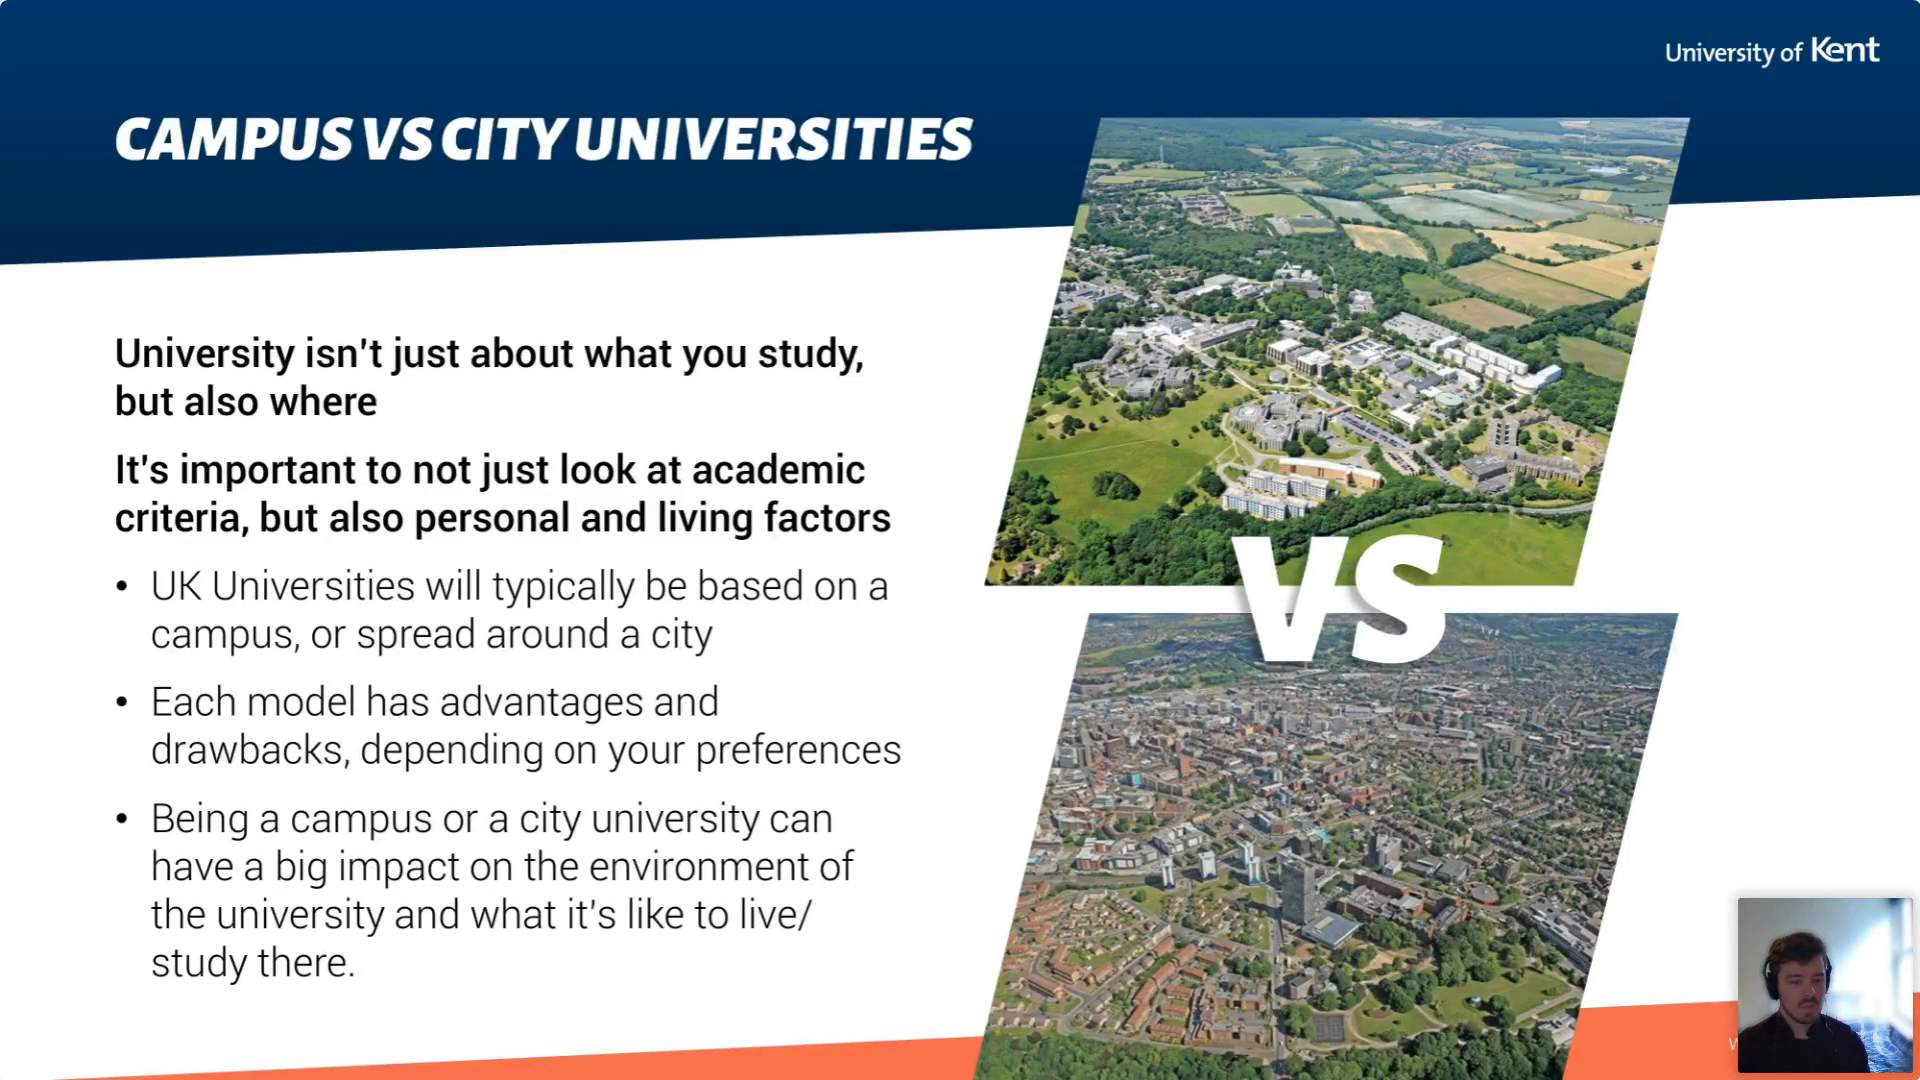 University of Kent
CAMPUS VS CITY UNIVERSITIES
University isn't just about what you study,
but also where
It's important to not just look at academic
criteria, but also personal and living factors
• UK Universities will typically be based on a
campus, or spread around a city
• Each model has advantages and
drawbacks, depending on your preferences
• Being a campus or a city university can
have a big impact on the environment of
the university and what it's like to live/
study there.
VS